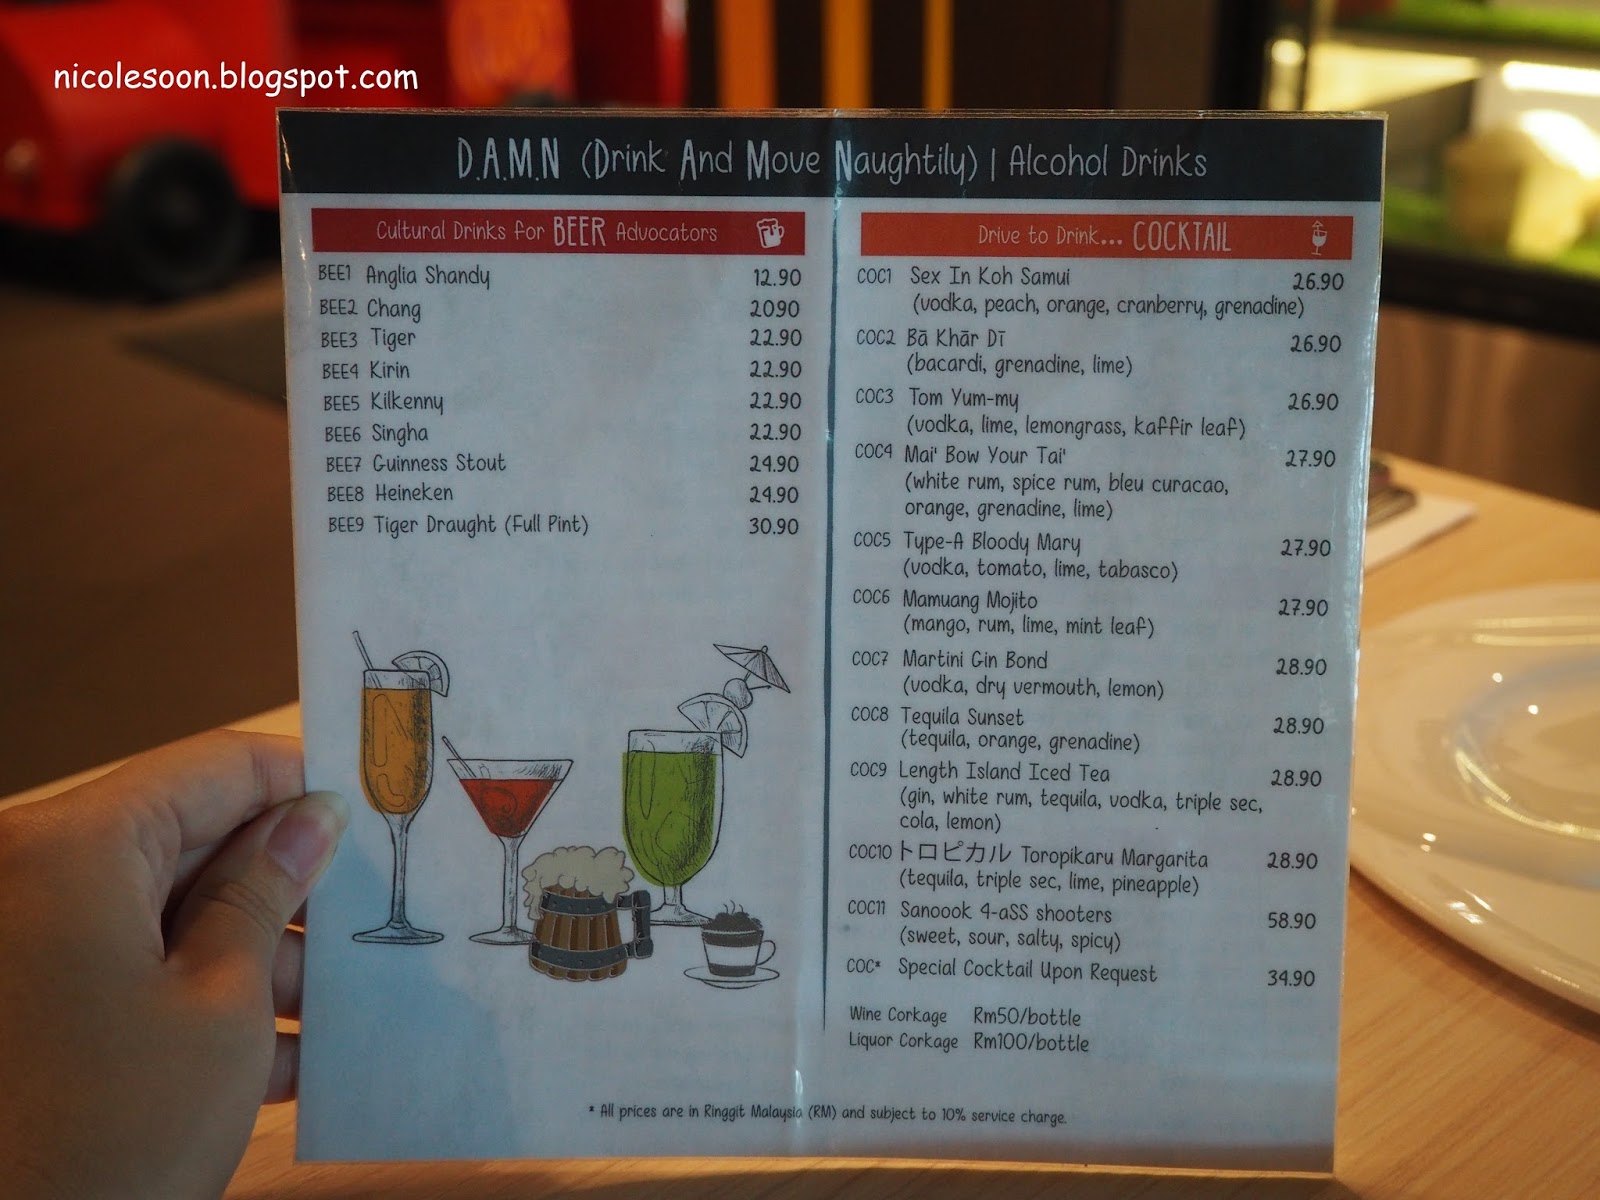 nicolesoon.blogspot.com
D.A.M.N (Drink And Move Naughtily) | Alcohol Drinks
Cultural Drinks for BEER Advocators
BEE1 Anglia Shandy 12.90
BEE2 Chang 2090
BEE3 Tiger 22.90
BEE4 Kirin 22.90
BEE5 Kilkenny 22.90
BEE6 Singha 22.90
BEE7 Guinness Stout 24.90
BEE8 Heineken 24.90
BEE9 Tiger Draught (Full Pint) 30.90
Drive to Drink... COCKTAIL
COC1 Sex In Koh Samui 26.90
(vodka, peach, orange, cranberry, grenadine)
COC2 Bā Khār Dī 26.90
(bacardi, grenadine, lime)
COC3 Tom Yum-my 26.90
(vodka, lime, lemongrass, kaffir leaf)
COC4 Mai' Bow Your Tai' 27.90
(white rum, spice rum, bleu curacao,
orange, grenadine, lime)
COC5 Type-A Bloody Mary 27.90
(vodka, tomato, lime, tabasco)
COC6 Mamuang Mojito 27.90
(mango, rum, lime, mint leaf)
COC7 Martini Gin Bond 28.90
(vodka, dry vermouth, lemon)
COC8 Tequila Sunset 28.90
(tequila, orange, grenadine)
COC9 Length Island Iced Tea 28.90
(gin, white rum, tequila, vodka, triple sec,
cola, lemon)
COC10 トロピカル Toropikaru Margarita 28.90
(tequila, triple sec, lime, pineapple)
COC11 Sanoook 4-aSS shooters 58.90
(sweet, sour, salty, spicy)
COC* Special Cocktail Upon Request 34.90
Wine Corkage Rm50/bottle
Liquor Corkage Rm100/bottle
* All prices are in Ringgit Malaysia (RM) and subject to 10% service charge.